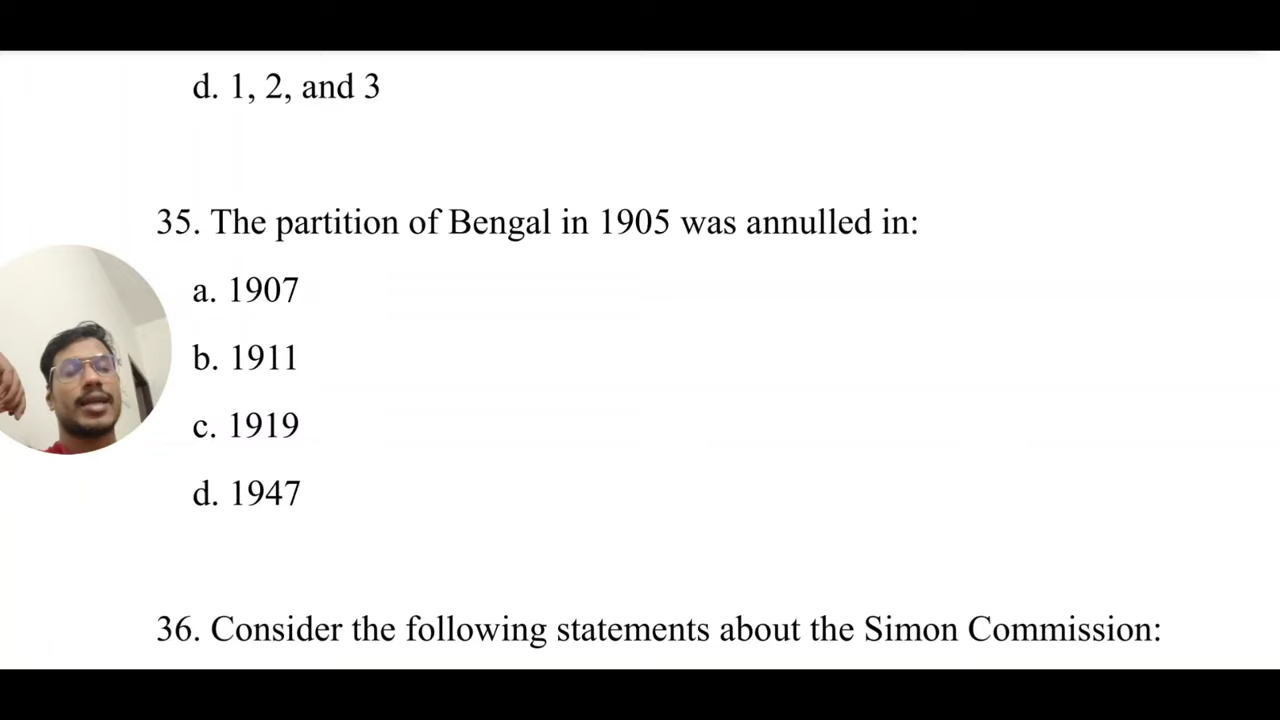 d. 1, 2, and 3
35. The partition of Bengal in 1905 was annulled in:
a. 1907
b. 1911
c. 1919
d. 1947
36. Consider the following statements about the Simon Commission: